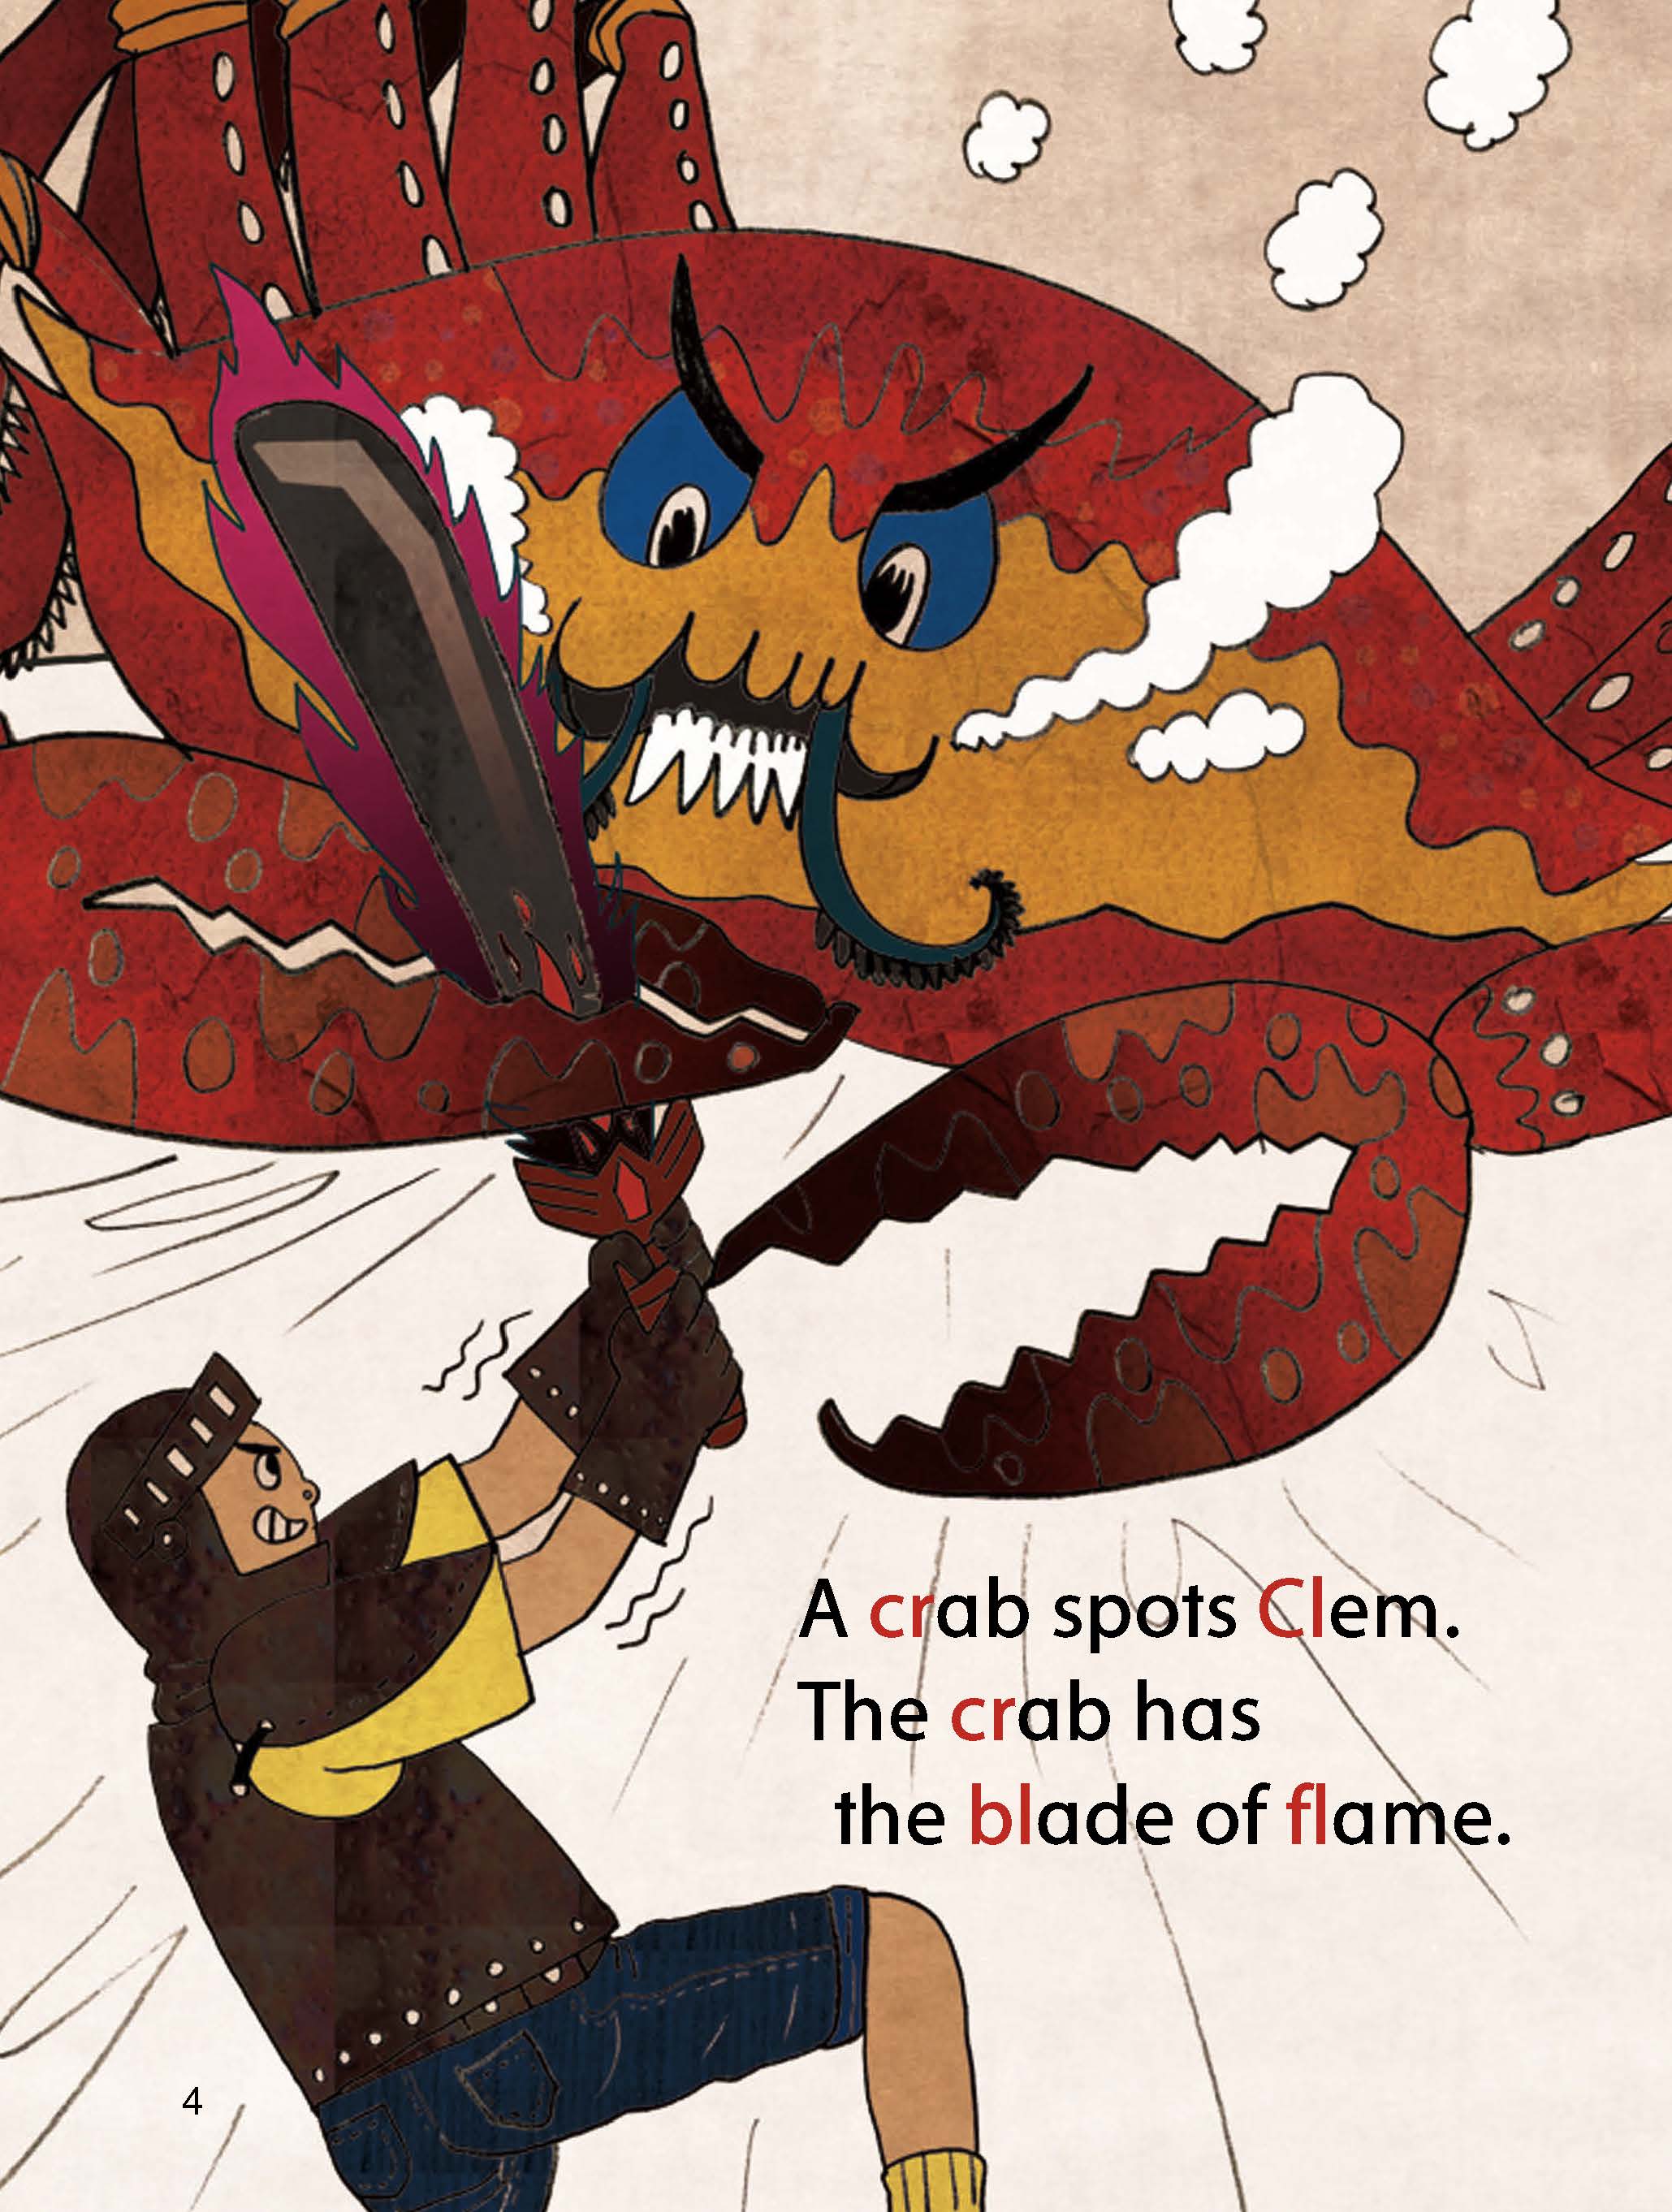 A crab spots Clem.
The crab has
the blade of flame.
4